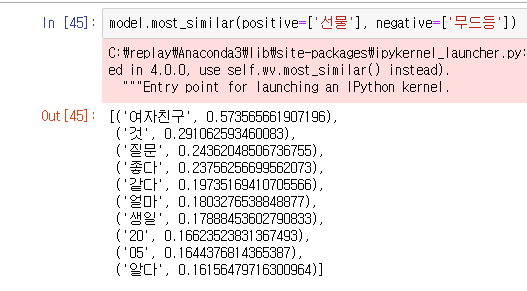 In [45]: model.most_similar(positive=['선물'], negative=['무드등'])
C:\replay\Anaconda3\lib\site-packages\ipykernel_launcher.py:
ed in 4.0.0, use self.wv.most_similar() instead).
"""Entry point for launching an IPython kernel.
Out[45]: [('여자친구', 0.573565661907196),
('것', 0.291062593460083),
('질문', 0.24362048506736755),
('좋다', 0.23756256699562073),
('같다', 0.19735169410705566),
('얼마', 0.1803276538848877),
('생일', 0.17888453602790833),
('20', 0.16623523831367493),
('05', 0.1644376814365387),
('알다', 0.16156479716300964)]